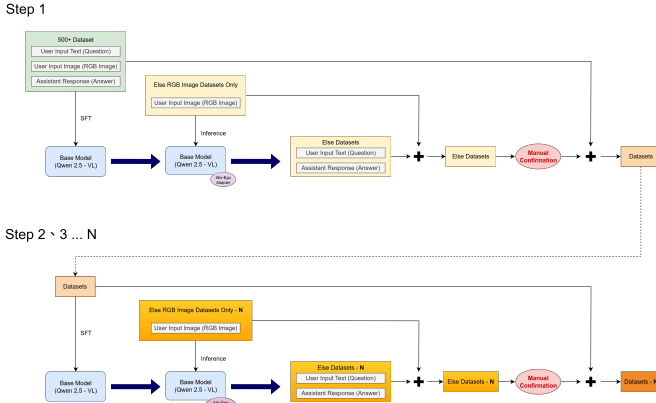 Step 1
500+ Dataset
User Input Text (Question)
User Input Image (RGB Image)
Assistant Response (Answer)
Else RGB Image Datasets Only
User Input Image (RGB Image)
SFT
Inference
Base Model
(Qwen 2.5 - VL)
Base Model
(Qwen 2.5 - VL)
Adapter
Else Datasets
User Input Text (Question)
Assistant Response (Answer)
Else Datasets
Manual
Confirmation
Datasets
Step 2、3 ... N
Datasets
Else RGB Image Datasets Only - N
User Input Image (RGB Image)
SFT
Inference
Base Model
(Qwen 2.5 - VL)
Base Model
(Qwen 2.5 - VL)
Else Datasets - N
User Input Text (Question)
Assistant Response (Answer)
Else Datasets - N
Manual
Confirmation
Datasets - N